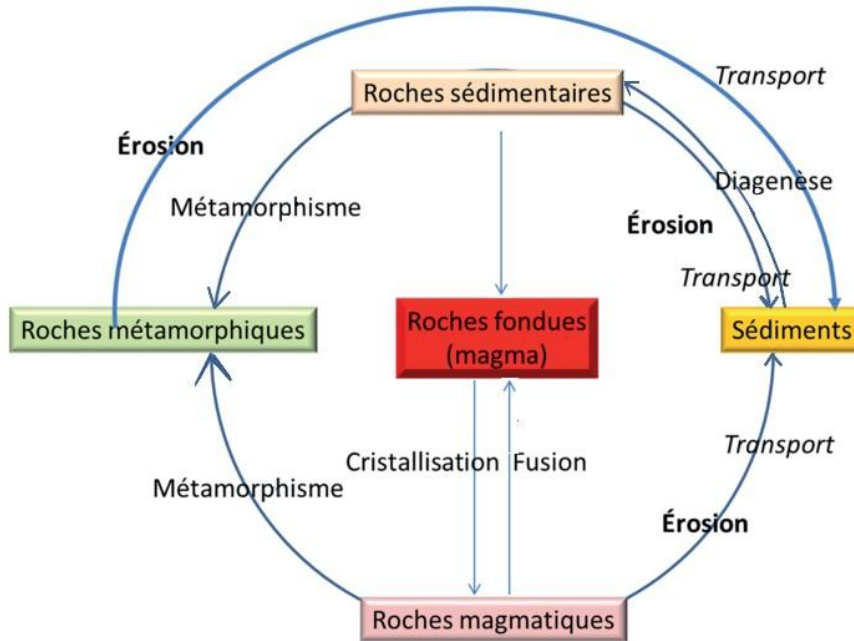 Transport
Roches sédimentaires
Érosion
Diagenèse
Métamorphisme
Érosion
Transport
Roches métamorphiques
Roches fondues
(magma)
Sédiments
Transport
Cristallisation
Fusion
Métamorphisme
Érosion
Roches magmatiques